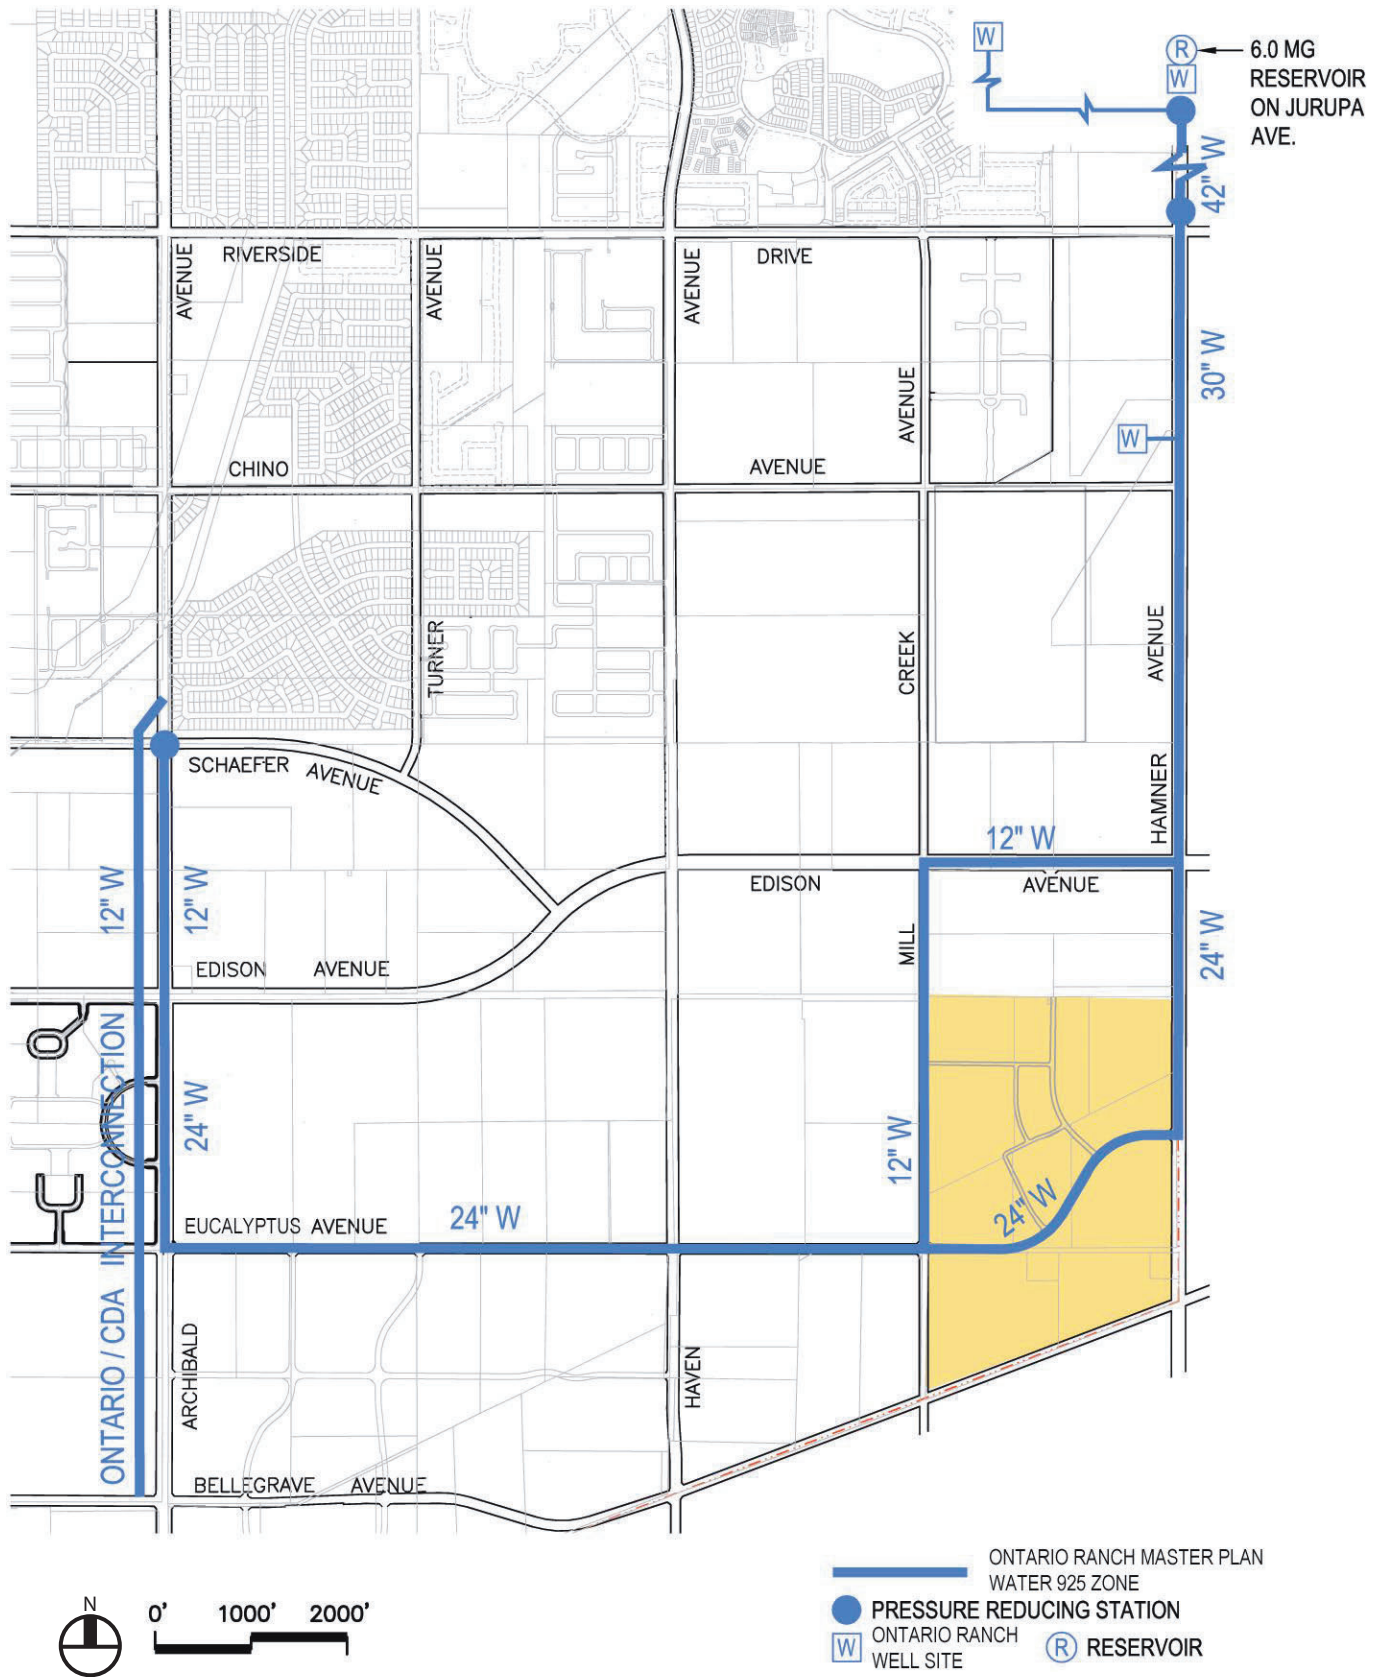 W
R
6.0 MG
RESERVOIR
ON JURUPA
AVE.
W
42" W
RIVERSIDE
DRIVE
AVENUE
AVENUE
AVENUE
AVENUE
30" W
W
CHINO
AVENUE
TURNER
CREEK
AVENUE
SCHAEFER AVENUE
HAMNER
12" W
12" W
12" W
EDISON
AVENUE
MILL
24" W
EDISON AVENUE
ONTARIO / CDA INTERCONNECTION
24" W
12" W
24" W
EUCALYPTUS AVENUE
24" W
ARCHIBALD
HAVEN
BELLEGRAVE AVENUE
ONTARIO RANCH MASTER PLAN
WATER 925 ZONE
PRESSURE REDUCING STATION
W
ONTARIO RANCH
WELL SITE
R
RESERVOIR
N
0' 1000' 2000'